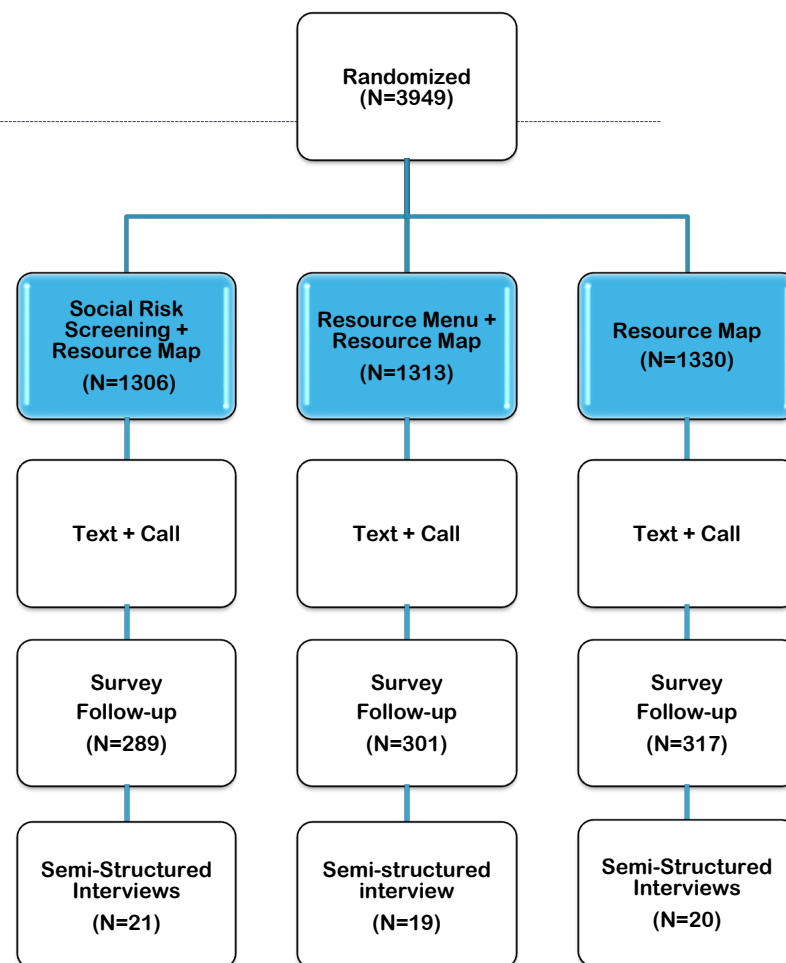 Randomized
(N=3949)
Social Risk
Screening +
Resource Map
(N=1306)
Resource Menu +
Resource Map
(N=1313)
Resource Map
(N=1330)
Text + Call
Text + Call
Text + Call
Survey
Follow-up
(N=289)
Survey
Follow-up
(N=301)
Survey
Follow-up
(N=317)
Semi-Structured
Interviews
(N=21)
Semi-structured
interview
(N=19)
Semi-Structured
Interviews
(N=20)